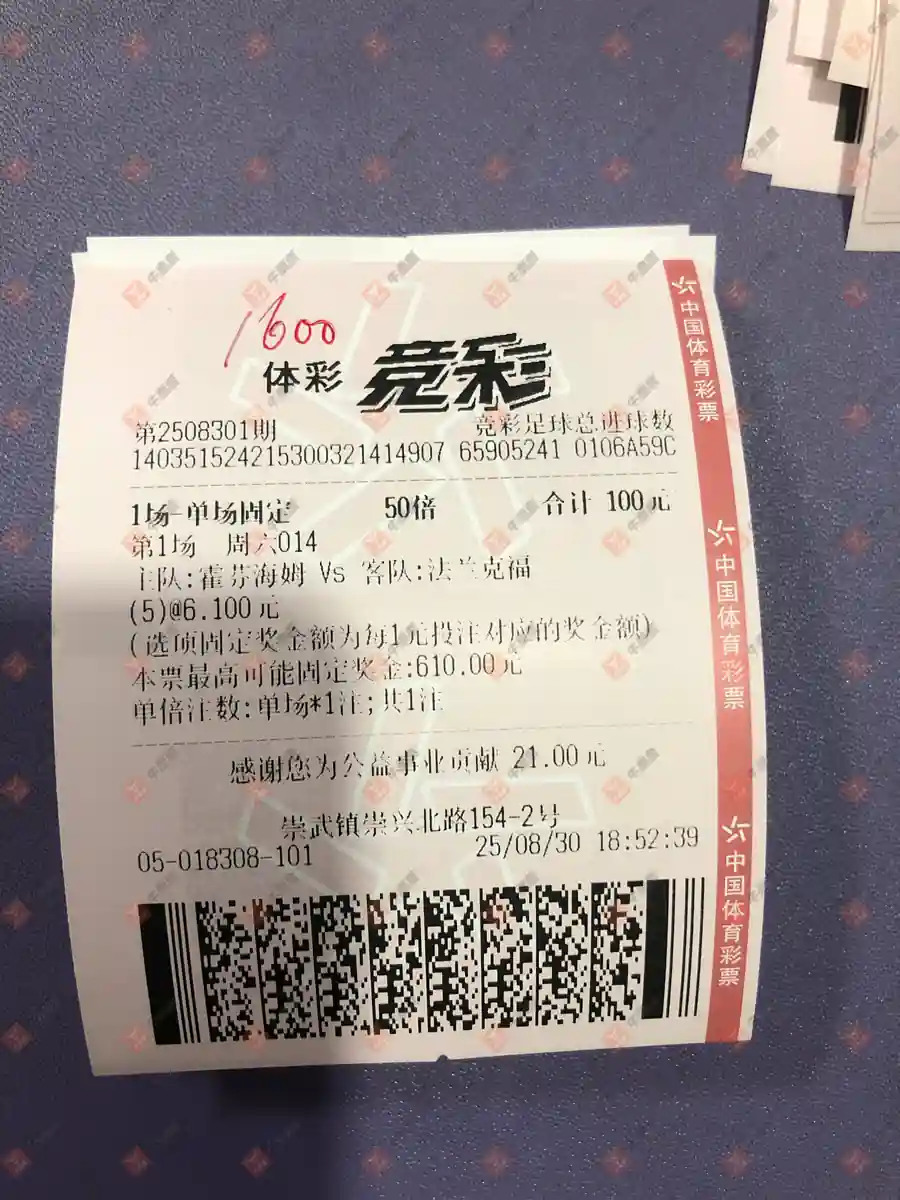 1600
体彩 竞彩
第2508301期 竞彩足球总进球数
140351524215300321414907 65905241 0106A59C
1场-单场固定 50倍 合计 100元
第1场 周六014
主队:霍芬海姆 Vs 客队:法兰克福
(5)@6.100元
(选项固定奖金额为每1元投注对应的奖金额)
本票最高可能固定奖金:610.00元
单倍注数:单场*1注;共1注
感谢您为公益事业贡献 21.00元
崇武镇崇兴北路154-2号
05-018308-101 25/08/30 18:52:39
中国体育彩票
中国体育彩票
中国体育彩票